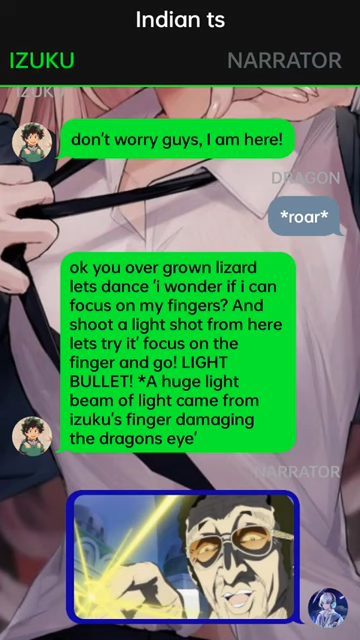 Indian ts
IZUKU
NARRATOR
IZUKU
don't worry guys, I am here!
DRAGON
*roar*
ok you over grown lizard
lets dance 'i wonder if i can
focus on my fingers? And
shoot a light shot from here
lets try it' focus on the
finger and go! LIGHT
BULLET! *A huge light
beam of light came from
izuku's finger damaging
the dragons eye'
NARRATOR